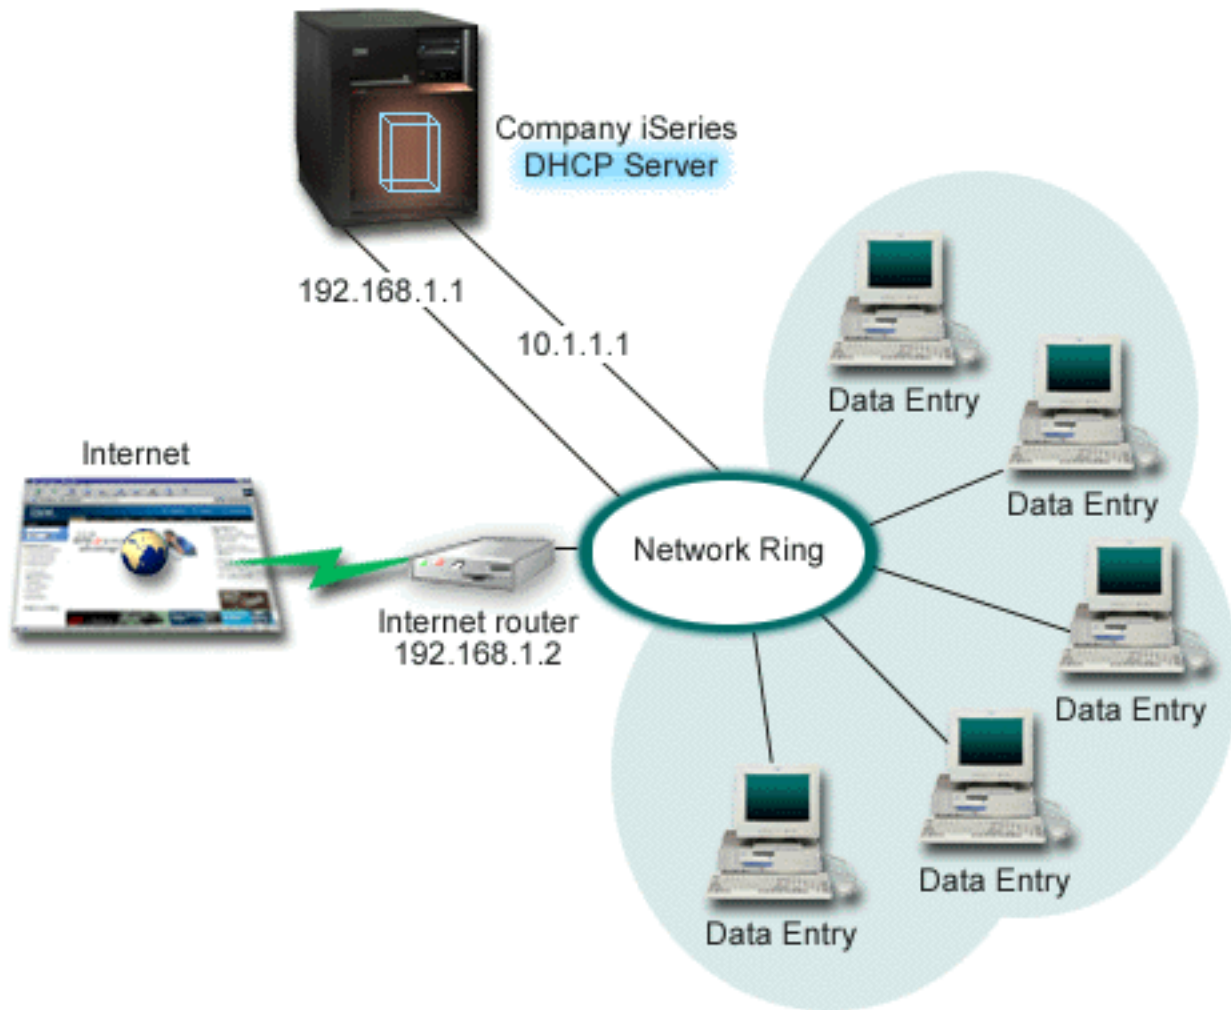 Company iSeries
DHCP Server
192.168.1.1
10.1.1.1
Data Entry
Data Entry
Internet
Network Ring
Internet router
192.168.1.2
Data Entry
Data Entry
Data Entry